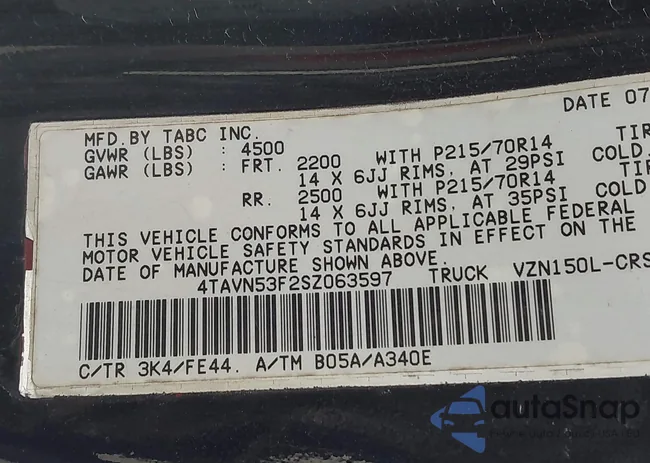 DATE 07
MFD.BY TABC INC.
GVWR (LBS) : 4500
GAWR (LBS) : FRT. 2200 WITH P215/70R14 TIR
14 X 6JJ RIMS, AT 29PSI COLD.
RR. 2500 WITH P215/70R14 TIR
14 X 6JJ RIMS, AT 35PSI COLD
THIS VEHICLE CONFORMS TO ALL APPLICABLE FEDERAL
MOTOR VEHICLE SAFETY STANDARDS IN EFFECT ON THE
DATE OF MANUFACTURE SHOWN ABOVE.
4TAVN53F2SZ063597 TRUCK VZN150L-CRS
C/TR 3K4/FE44. A/TM B05A/A340E
autoSnap